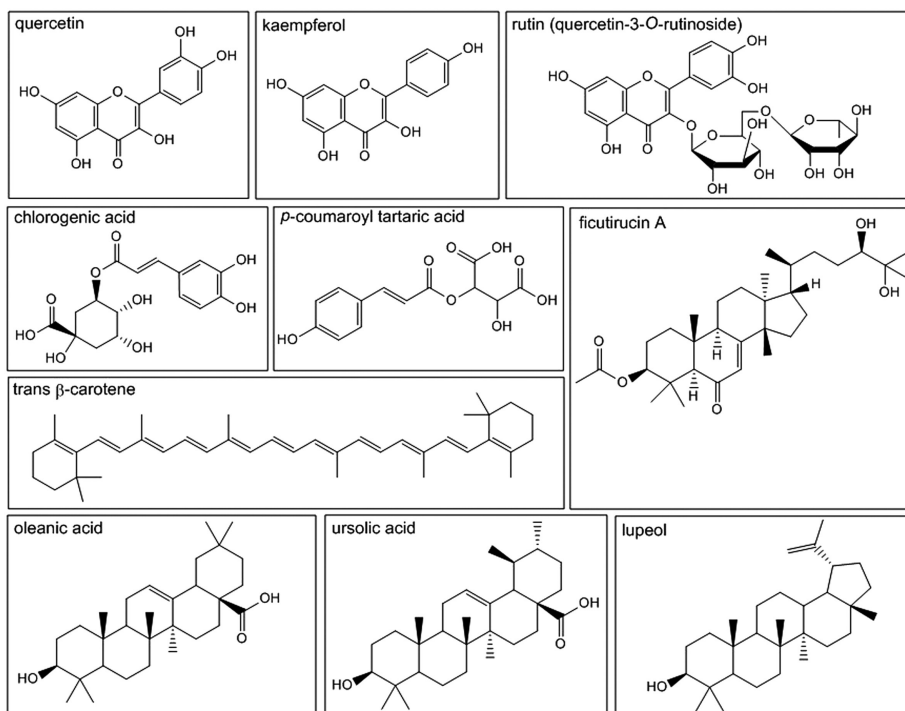 quercetin
OH
OH
HO
O
OH
OH
O
kaempferol
OH
HO
O
OH
OH
O
rutin (quercetin-3-O-rutinoside)
OH
HO
O
OH
O
O
OH
O
HO
OH
O
O
OH
OH
OH
OH
OH
chlorogenic acid
O
OH
O
OH
O
OH
HO
HO
OH
p-coumaroyl tartaric acid
O
OH
O
O
OH
O
HO
OH
ficutirucin A
OH
H
OH
O
H
O
H
O
trans β-carotene
oleanic acid
OH
O
HO
ursolic acid
OH
O
HO
lupeol
HO